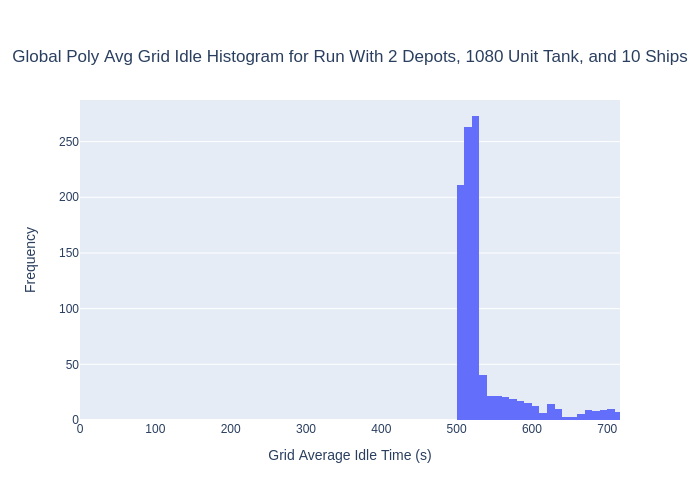 Global Poly Avg Grid Idle Histogram for Run With 2 Depots, 1080 Unit Tank, and 10 Ships
250
200
150
100
50
0
Frequency
0 100 200 300 400 500 600 700
Grid Average Idle Time (s)